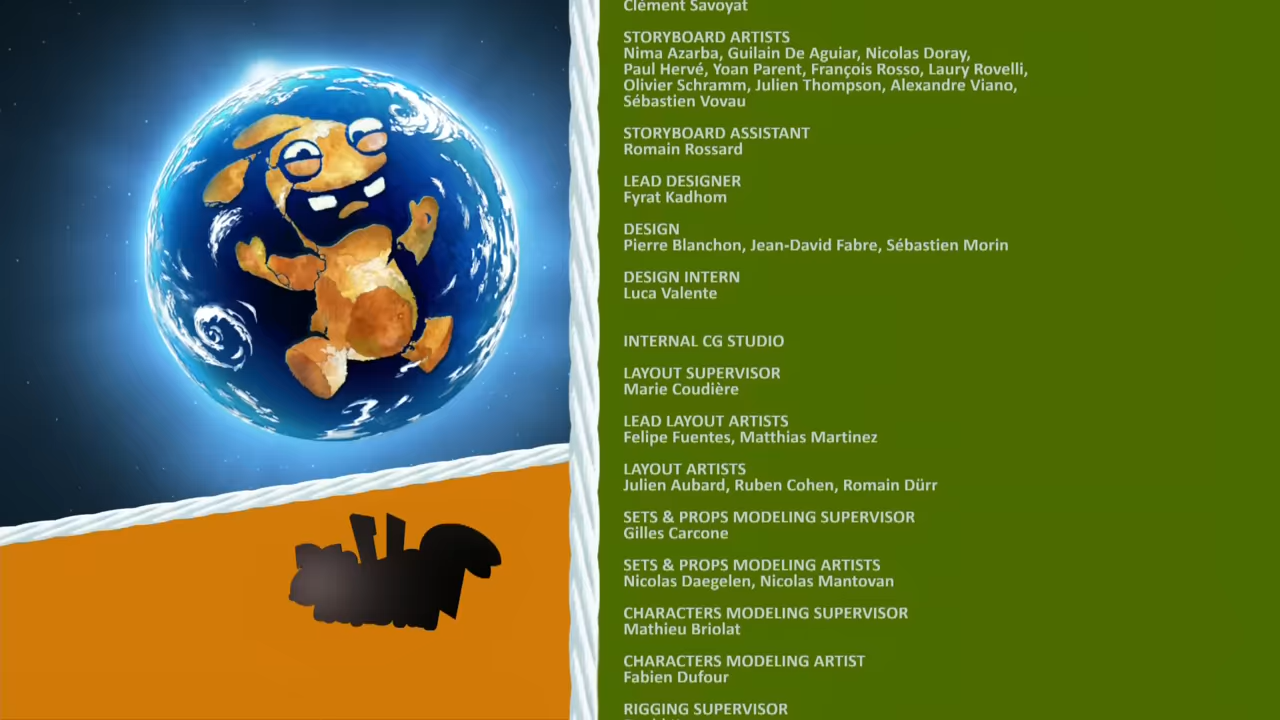 Clément Savoyat
STORYBOARD ARTISTS
Nima Azarba, Guilain De Aguiar, Nicolas Doray,
Paul Hervé, Yoan Parent, François Rosso, Laury Rovelli,
Olivier Schramm, Julien Thompson, Alexandre Viano,
Sébastien Vovau
STORYBOARD ASSISTANT
Romain Rossard
LEAD DESIGNER
Fyrat Kadhom
DESIGN
Pierre Blanchon, Jean-David Fabre, Sébastien Morin
DESIGN INTERN
Luca Valente
INTERNAL CG STUDIO
LAYOUT SUPERVISOR
Marie Coudière
LEAD LAYOUT ARTISTS
Felipe Fuentes, Matthias Martinez
LAYOUT ARTISTS
Julien Aubard, Ruben Cohen, Romain Dürr
SETS & PROPS MODELING SUPERVISOR
Gilles Carcone
SETS & PROPS MODELING ARTISTS
Nicolas Daegelen, Nicolas Mantovan
CHARACTERS MODELING SUPERVISOR
Mathieu Briolat
CHARACTERS MODELING ARTIST
Fabien Dufour
RIGGING SUPERVISOR